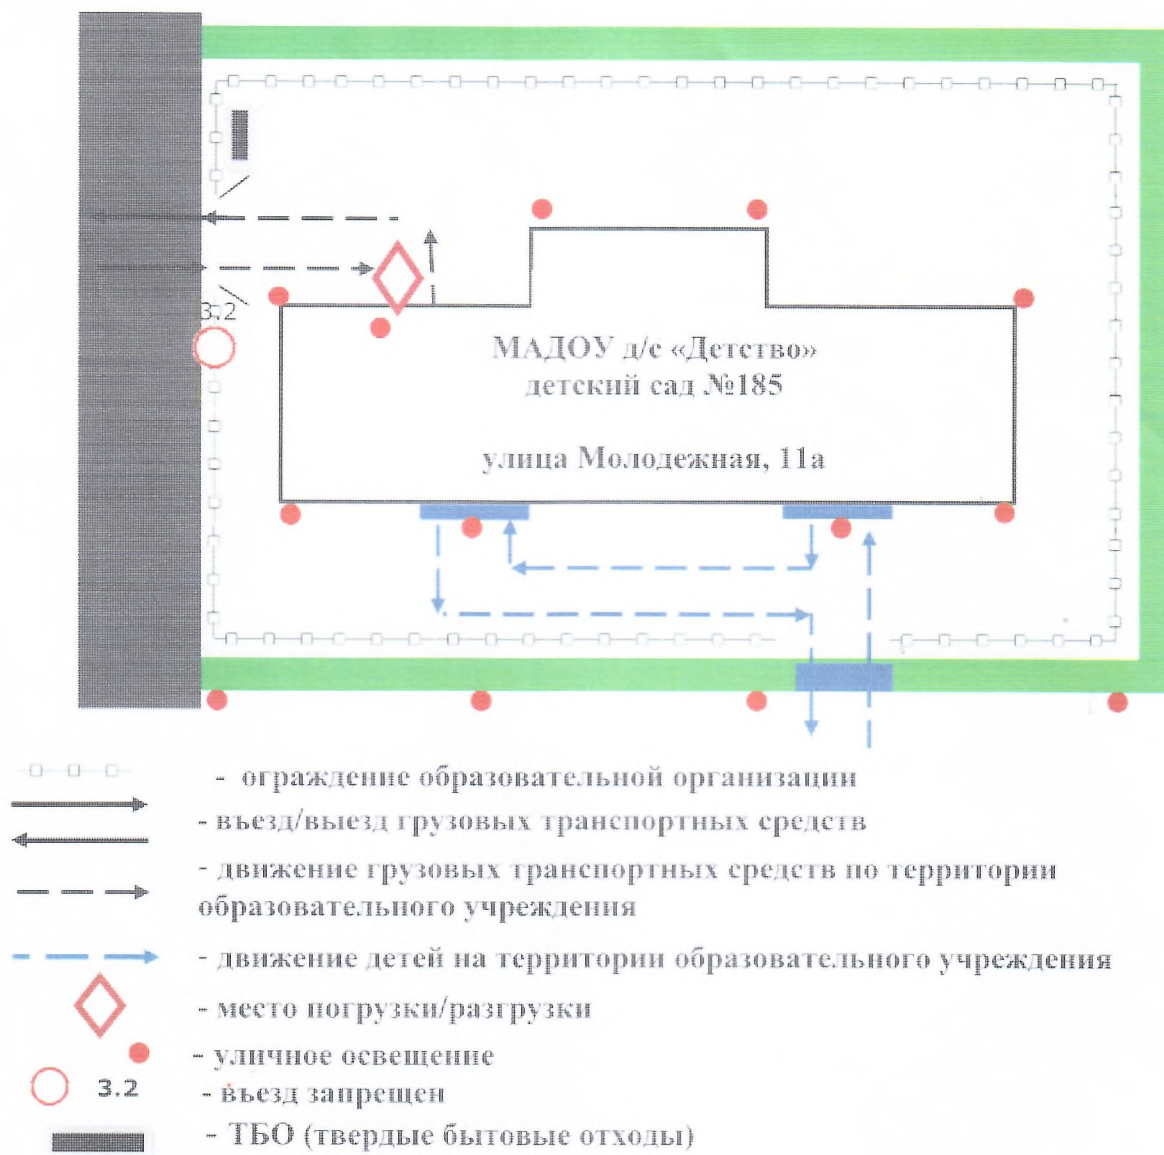 3.2
МАДОУ д/с «Детство»
детский сад №185
улица Молодежная, 11а
- ограждение образовательной организации
- въезд/выезд грузовых транспортных средств
- движение грузовых транспортных средств по территории
образовательного учреждения
- движение детей на территории образовательного учреждения
- место погрузки/разгрузки
- уличное освещение
3.2 - въезд запрещен
- ТБО (твердые бытовые отходы)